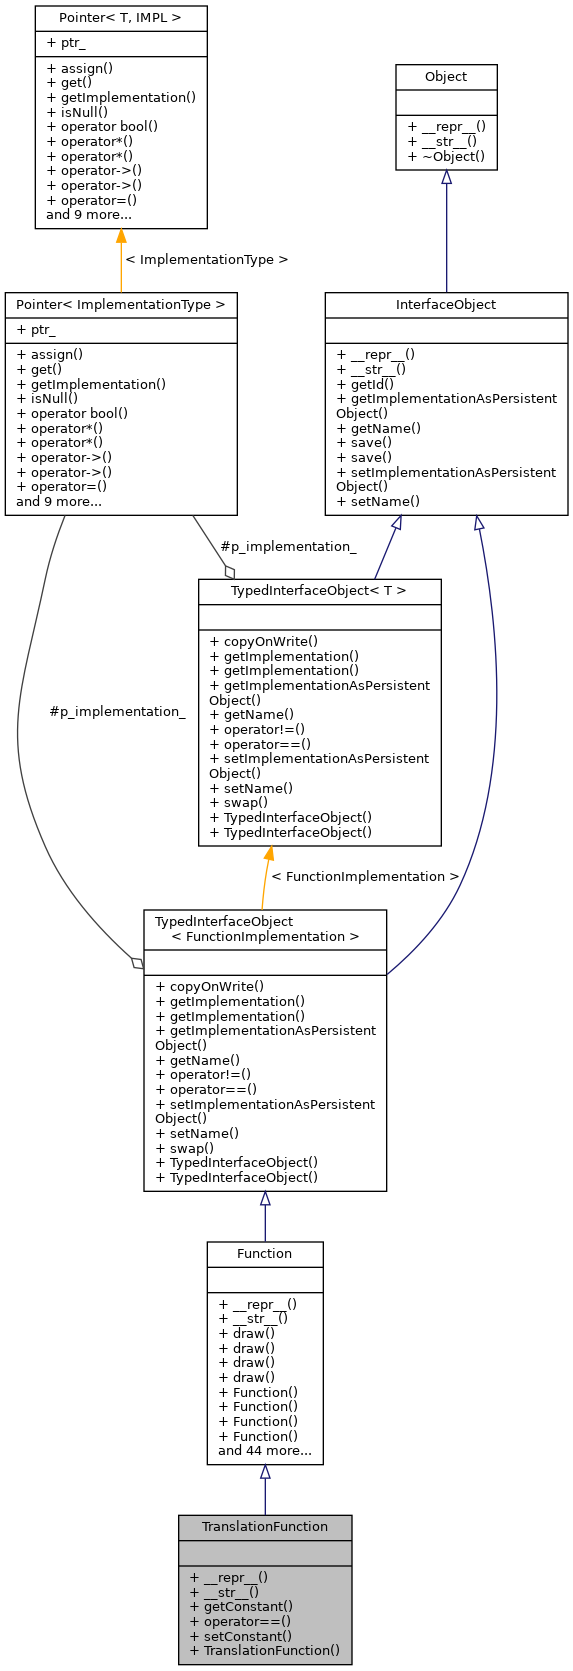 Pointer< T, IMPL >
+ ptr_
+ assign()
+ get()
+ getImplementation()
+ isNull()
+ operator bool()
+ operator*()
+ operator*()
+ operator->()
+ operator->()
+ operator=()
and 9 more...
Object
+ __repr__()
+ __str__()
+ ~Object()
< ImplementationType >
Pointer< ImplementationType >
+ ptr_
+ assign()
+ get()
+ getImplementation()
+ isNull()
+ operator bool()
+ operator*()
+ operator*()
+ operator->()
+ operator->()
+ operator=()
and 9 more...
InterfaceObject
+ __repr__()
+ __str__()
+ getId()
+ getImplementationAsPersistent
Object()
+ getName()
+ save()
+ save()
+ setImplementationAsPersistent
Object()
+ setName()
#p_implementation_
TypedInterfaceObject< T >
+ copyOnWrite()
+ getImplementation()
+ getImplementation()
+ getImplementationAsPersistent
Object()
+ getName()
+ operator!=()
+ operator==()
+ setImplementationAsPersistent
Object()
+ setName()
+ swap()
+ TypedInterfaceObject()
+ TypedInterfaceObject()
#p_implementation_
< FunctionImplementation >
TypedInterfaceObject
< FunctionImplementation >
+ copyOnWrite()
+ getImplementation()
+ getImplementation()
+ getImplementationAsPersistent
Object()
+ getName()
+ operator!=()
+ operator==()
+ setImplementationAsPersistent
Object()
+ setName()
+ swap()
+ TypedInterfaceObject()
+ TypedInterfaceObject()
Function
+ __repr__()
+ __str__()
+ draw()
+ draw()
+ draw()
+ draw()
+ Function()
+ Function()
+ Function()
+ Function()
and 44 more...
TranslationFunction
+ __repr__()
+ __str__()
+ getConstant()
+ operator==()
+ setConstant()
+ TranslationFunction()